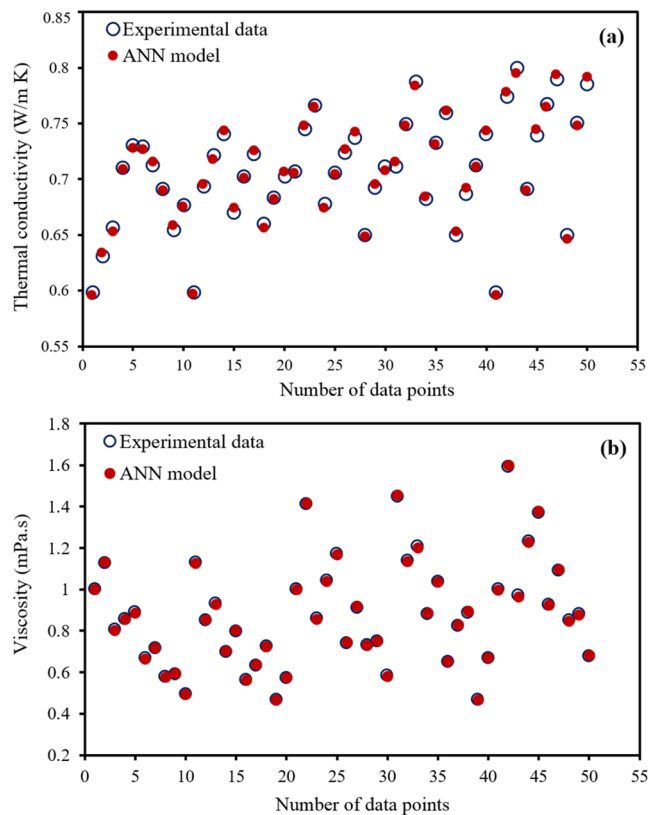 0.85
Experimental data
(a)
ANN model
0.8
0.75
0.7
0.65
0.6
0.55
Thermal conductivity (W/m K)
0 5 10 15 20 25 30 35 40 45 50 55
Number of data points
1.8
Experimental data
(b)
1.6
ANN model
1.4
1.2
1
0.8
0.6
0.4
0.2
Viscosity (mPa.s)
0 5 10 15 20 25 30 35 40 45 50 55
Number of data points